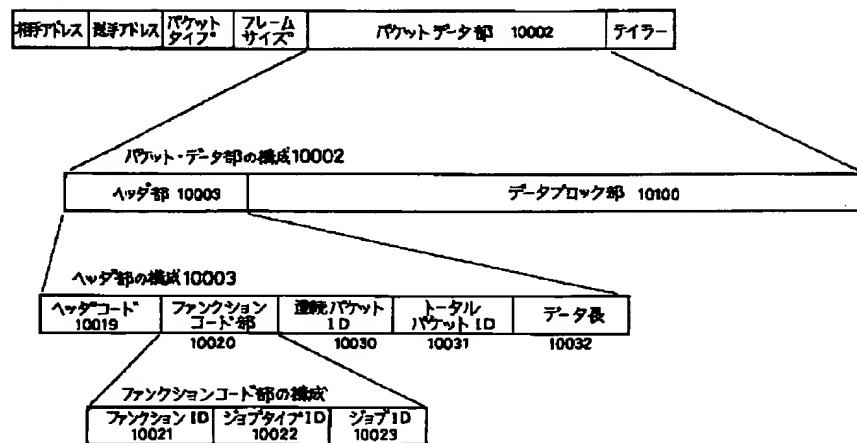 相手アドレス 発手アドレス パケットタイプ フレームサイズ パケットデータ部 10002 テイラー
パケット・データ部の構成10002
ヘッダ部 10003 データブロック部 10100
ヘッダ部の構成10003
ヘッダコード 10019 ファンクションコード部 連続パケットID トータルパケットID データ長
10020 10030 10031 10032
ファンクションコード部の構成
ファンクションID 10021 ジョブタイプID 10022 ジョブID 10023